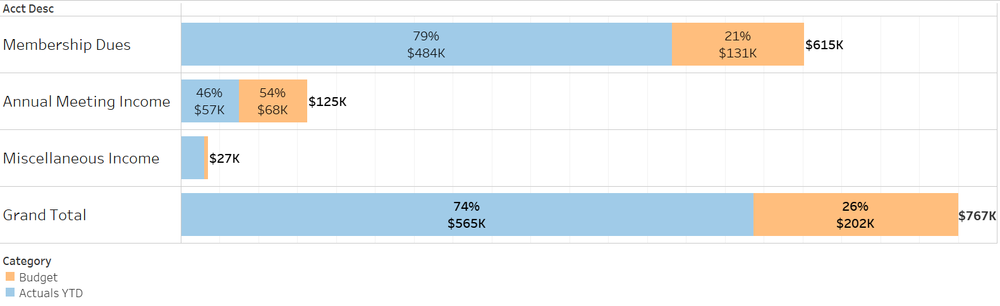 Acct Desc
Membership Dues
79%
$484K
21%
$131K
$615K
Annual Meeting Income
46%
$57K
54%
$68K
$125K
Miscellaneous Income
$27K
Grand Total
74%
$565K
26%
$202K
$767K
Category
Budget
Actuals YTD